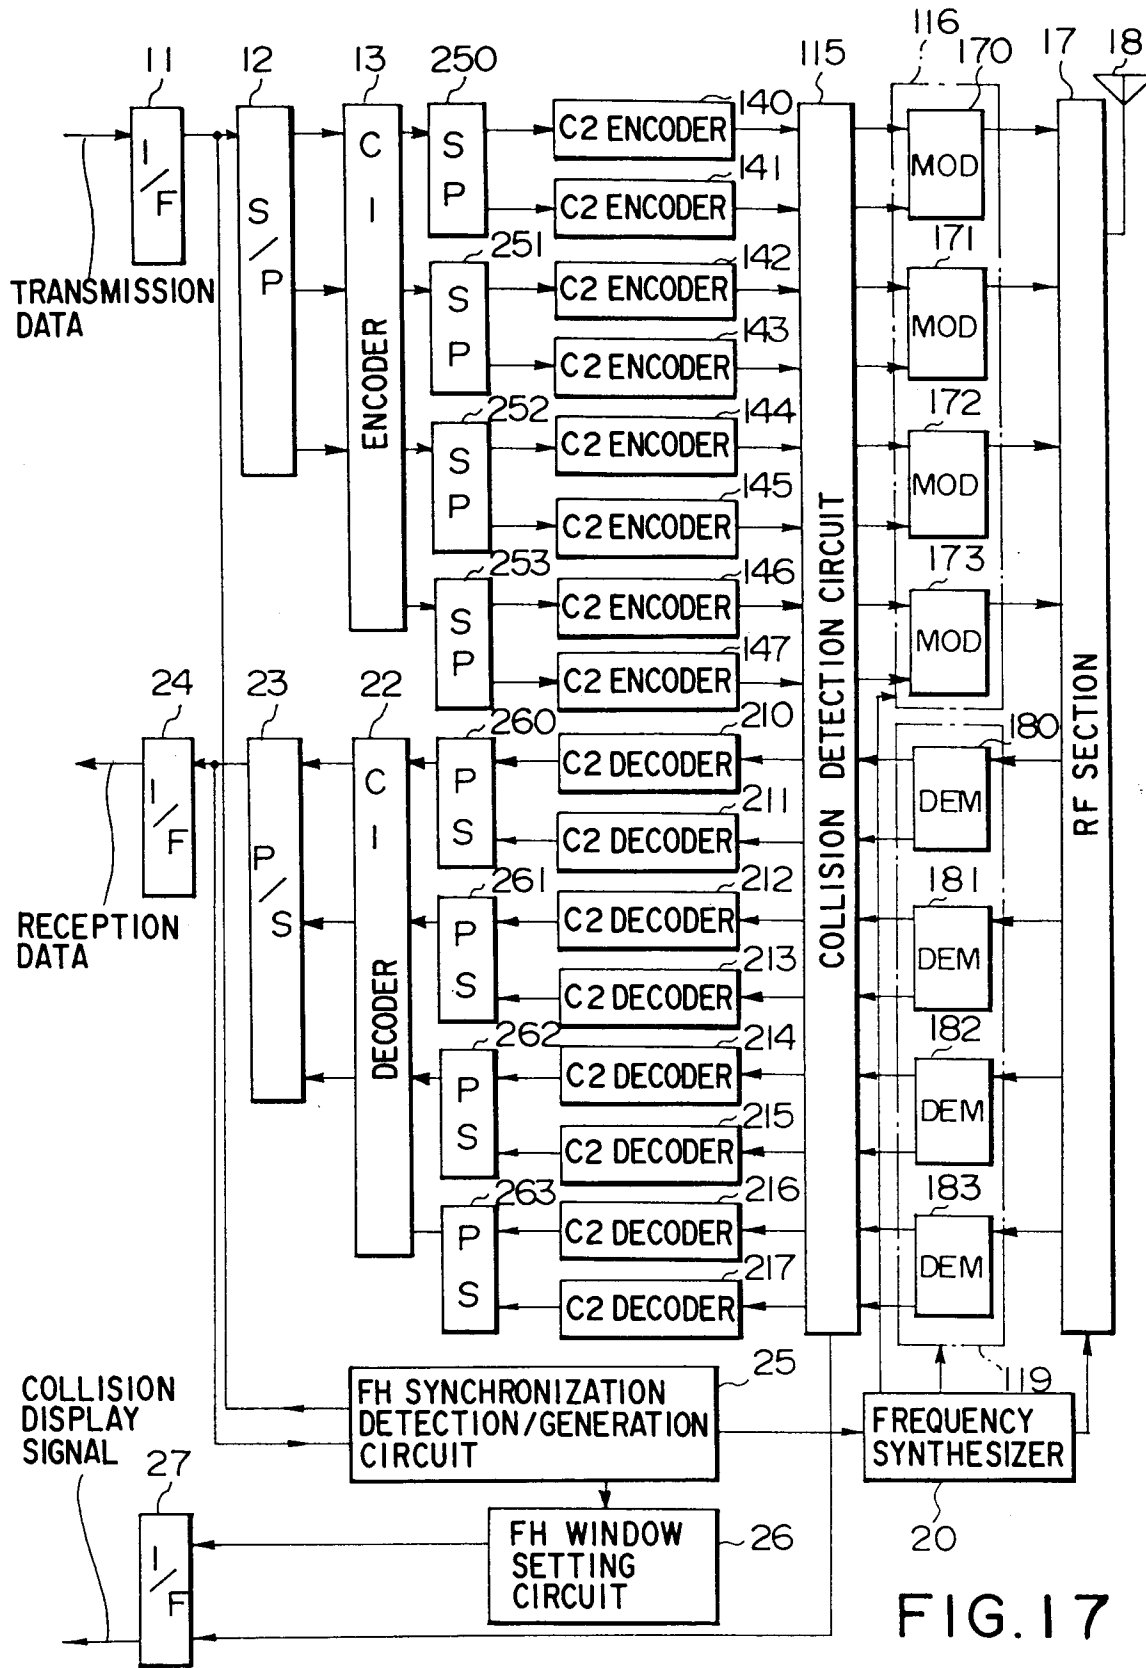 11
12
13
250
140
115
116
170
17
18
I/F
S/P
C I ENCODER
S P
C2 ENCODER
MOD
141
C2 ENCODER
TRANSMISSION
DATA
251
S P
142
C2 ENCODER
171
MOD
143
C2 ENCODER
252
S P
144
C2 ENCODER
172
MOD
145
C2 ENCODER
253
S P
146
C2 ENCODER
173
MOD
147
C2 ENCODER
COLLISION DETECTION CIRCUIT
RF SECTION
24
23
22
260
210
180
I/F
P/S
C I DECODER
P S
C2 DECODER
DEM
211
C2 DECODER
RECEPTION
DATA
261
P S
212
C2 DECODER
181
DEM
213
C2 DECODER
262
P S
214
C2 DECODER
182
DEM
215
C2 DECODER
263
P S
216
C2 DECODER
183
DEM
217
C2 DECODER
119
25
FH SYNCHRONIZATION
DETECTION/GENERATION
CIRCUIT
FREQUENCY
SYNTHESIZER
20
COLLISION
DISPLAY
SIGNAL
27
I/F
FH WINDOW
SETTING
CIRCUIT
26
FIG. 17